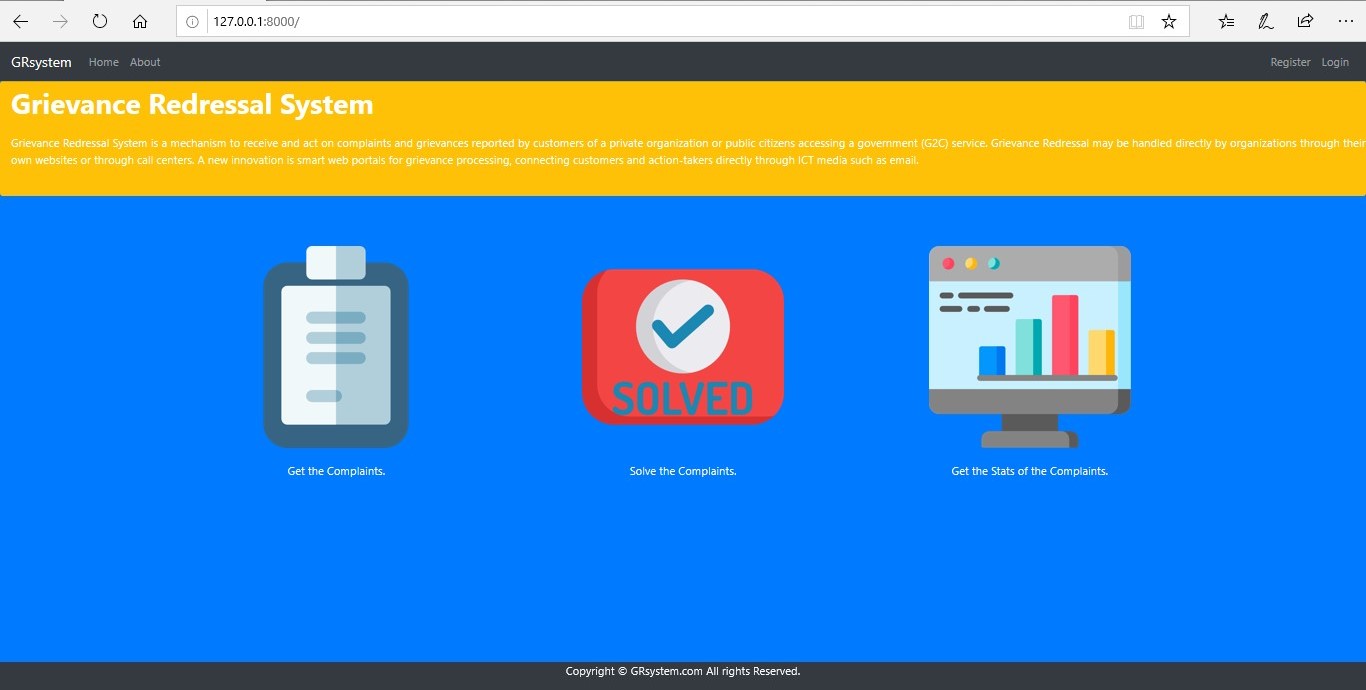 127.0.0.1:8000/
GRsystem Home About Register Login
Grievance Redressal System
Grievance Redressal System is a mechanism to receive and act on complaints and grievances reported by customers of a private organization or public citizens accessing a government (G2C) service. Grievance Redressal may be handled directly by organizations through their
own websites or through call centers. A new innovation is smart web portals for grievance processing, connecting customers and action-takers directly through ICT media such as email.
SOLVED
Get the Complaints. Solve the Complaints. Get the Stats of the Complaints.
Copyright © GRsystem.com All rights Reserved.